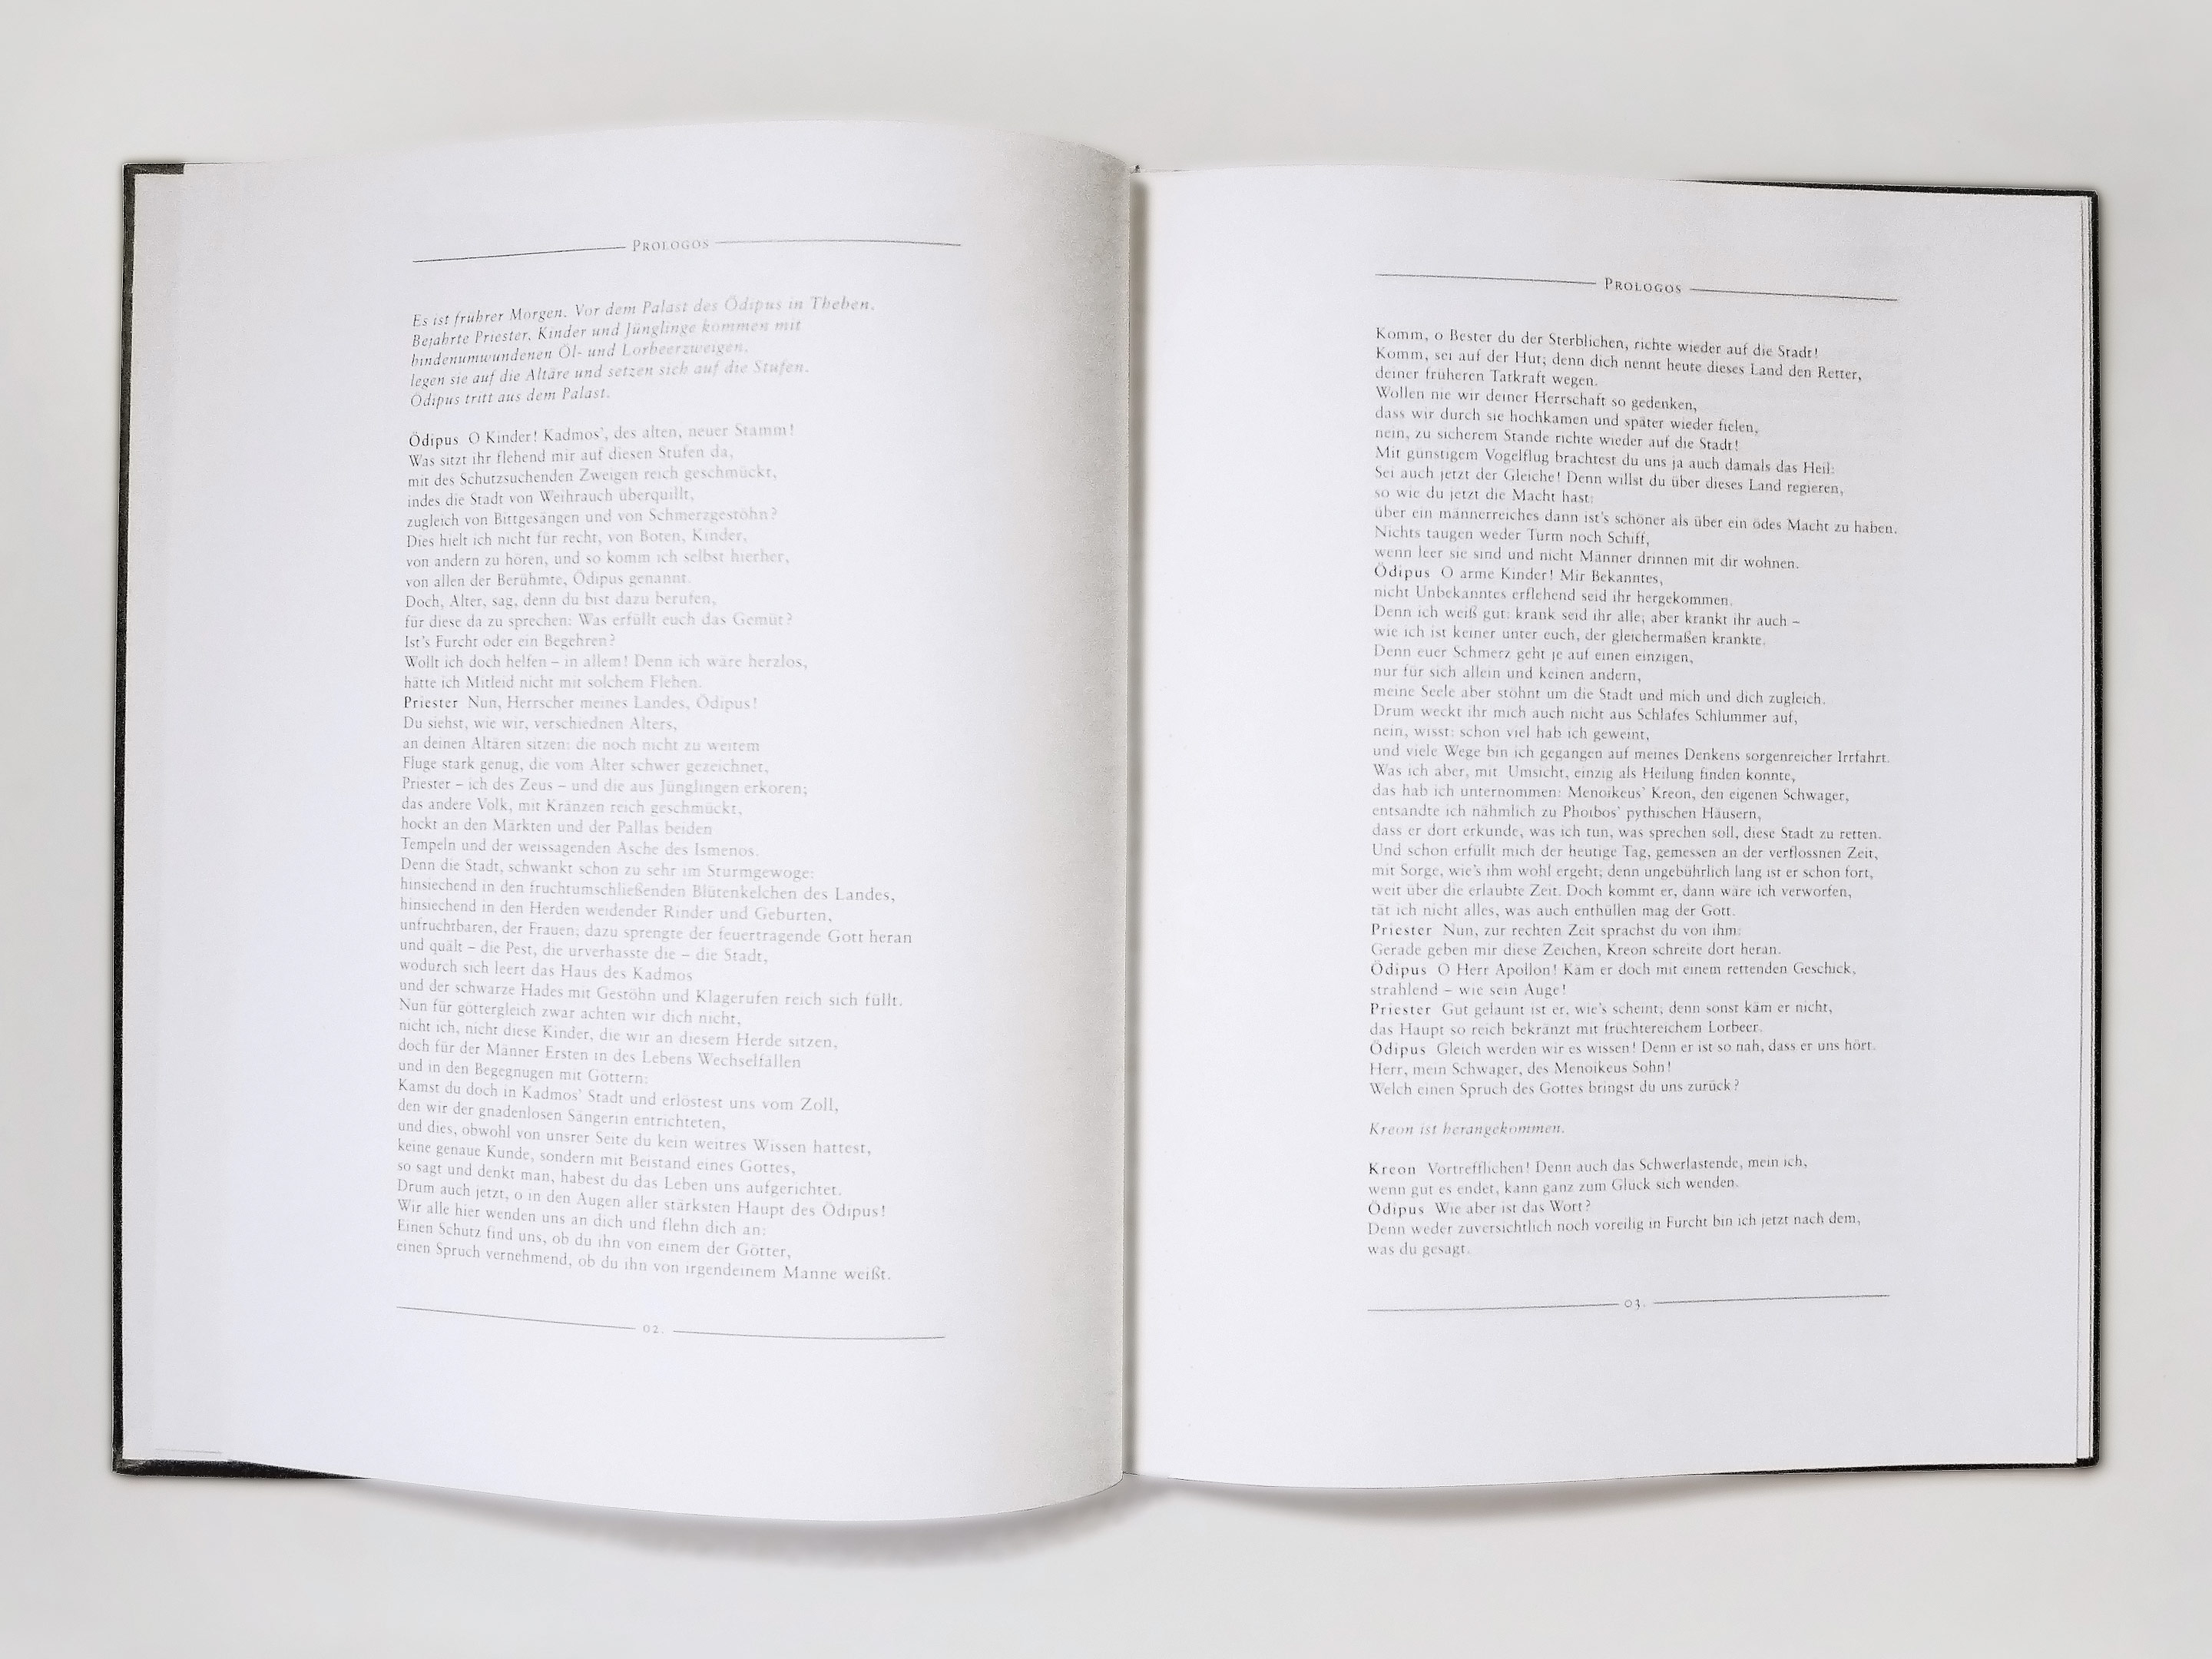 PROLOGOS
Es ist früher Morgen. Vor dem Palast des Ödipus in Theben.
Bejahrte Priester, Kinder und Jünglinge kommen mit
bindenumwundenen Öl- und Lorbeerzweigen,
legen sie auf die Altäre und setzen sich auf die Stufen.
Ödipus tritt aus dem Palast.
Ödipus O Kinder! Kadmos', des alten, neuer Stamm!
Was sitzt ihr flehend mir auf diesen Stufen da,
mit des Schutzsuchenden Zweigen reich geschmückt,
indes die Stadt von Weihrauch überquillt,
zugleich von Bittgesängen und von Schmerzgestöhn?
Dies hielt ich nicht für recht, von Boten, Kinder,
von andern zu hören, und so komm ich selbst hierher,
von allen der Berühmte, Ödipus genannt.
Doch, Alter, sag, denn du bist dazu berufen,
für diese da zu sprechen: Was erfüllt euch das Gemüt?
Ist's Furcht oder ein Begehren?
Wollt ich doch helfen – in allem! Denn ich wäre herzlos,
hätte ich Mitleid nicht mit solchem Flehen.
Priester Nun, Herrscher meines Landes, Ödipus!
Du siehst, wie wir, verschiednen Alters,
an deinen Altären sitzen: die noch nicht zu weitem
Fluge stark genug, die vom Alter schwer gezeichnet,
Priester – ich des Zeus – und die aus Jünglingen erkoren;
das andere Volk, mit Kränzen reich geschmückt,
hockt an den Märkten und der Pallas beiden
Tempeln und der weissagenden Asche des Ismenos.
Denn die Stadt, schwankt schon zu sehr im Sturmgewoge:
hinsiechend in den fruchtumschließenden Blütenkelchen des Landes,
hinsiechend in den Herden weidender Rinder und Geburten,
unfruchtbaren, der Frauen; dazu sprengte der feuertragende Gott heran
und quält – die Pest, die urverhasste die – die Stadt,
wodurch sich leert das Haus des Kadmos
und der schwarze Hades mit Gestöhn und Klagerufen reich sich füllt.
Nun für göttergleich zwar achten wir dich nicht,
nicht ich, nicht diese Kinder, die wir an diesem Herde sitzen,
doch für der Männer Ersten in des Lebens Wechselfällen
und in den Begegnugen mit Göttern:
Kamst du doch in Kadmos' Stadt und erlöstest uns vom Zoll,
den wir der gnadenlosen Sängerin entrichteten,
und dies, obwohl von unsrer Seite du kein weitres Wissen hattest,
keine genaue Kunde, sondern mit Beistand eines Gottes,
so sagt und denkt man, habest du das Leben uns aufgerichtet.
Drum auch jetzt, o in den Augen aller stärksten Haupt des Ödipus!
Wir alle hier wenden uns an dich und flehn dich an:
Einen Schutz find uns, ob du ihn von einem der Götter,
einen Spruch vernehmend, ob du ihn von irgendeinem Manne weißt.
02.
PROLOGOS
Komm, o Bester du der Sterblichen, richte wieder auf die Stadt!
Komm, sei auf der Hut; denn dich nennt heute dieses Land den Retter,
deiner früheren Tatkraft wegen.
Wollen nie wir deiner Herrschaft so gedenken,
dass wir durch sie hochkamen und später wieder fielen,
nein, zu sicherem Stande richte wieder auf die Stadt!
Mit günstigem Vogelflug brachtest du uns ja auch damals das Heil:
Sei auch jetzt der Gleiche! Denn willst du über dieses Land regieren,
so wie du jetzt die Macht hast:
über ein männerreiches dann ist's schöner als über ein ödes Macht zu haben.
Nichts taugen weder Turm noch Schiff,
wenn leer sie sind und nicht Männer drinnen mit dir wohnen.
Ödipus O arme Kinder! Mir Bekanntes,
nicht Unbekanntes erflehend seid ihr hergekommen.
Denn ich weiß gut: krank seid ihr alle; aber krankt ihr auch –
wie ich ist keiner unter euch, der gleichermaßen krankte.
Denn euer Schmerz geht je auf einen einzigen,
nur für sich allein und keinen andern,
meine Seele aber stöhnt um die Stadt und mich und dich zugleich.
Drum weckt ihr mich auch nicht aus Schlafes Schlummer auf,
nein, wisst: schon viel hab ich geweint,
und viele Wege bin ich gegangen auf meines Denkens sorgenreicher Irrfahrt.
Was ich aber, mit Umsicht, einzig als Heilung finden konnte,
das hab ich unternommen: Menoikeus' Kreon, den eigenen Schwager,
entsandte ich nähmlich zu Phoibos' pythischen Häusern,
dass er dort erkunde, was ich tun, was sprechen soll, diese Stadt zu retten.
Und schon erfüllt mich der heutige Tag, gemessen an der verflossnen Zeit,
mit Sorge, wie's ihm wohl ergeht; denn ungebührlich lang ist er schon fort,
weit über die erlaubte Zeit. Doch kommt er, dann wäre ich verworfen,
tät ich nicht alles, was auch enthüllen mag der Gott.
Priester Nun, zur rechten Zeit sprachst du von ihm:
Gerade geben mir diese Zeichen, Kreon schreite dort heran.
Ödipus O Herr Apollon! Käm er doch mit einem rettenden Geschick,
strahlend – wie sein Auge!
Priester Gut gelaunt ist er, wie's scheint; denn sonst käm er nicht,
das Haupt so reich bekränzt mit früchtereichem Lorbeer.
Ödipus Gleich werden wir es wissen! Denn er ist so nah, dass er uns hört.
Herr, mein Schwager, des Menoikeus Sohn!
Welch einen Spruch des Gottes bringst du uns zurück?
Kreon ist herangekommen.
Kreon Vortrefflichen! Denn auch das Schwerlastende, mein ich,
wenn gut es endet, kann ganz zum Glück sich wenden.
Ödipus Wie aber ist das Wort?
Denn weder zuversichtlich noch voreilig in Furcht bin ich jetzt nach dem,
was du gesagt.
03.